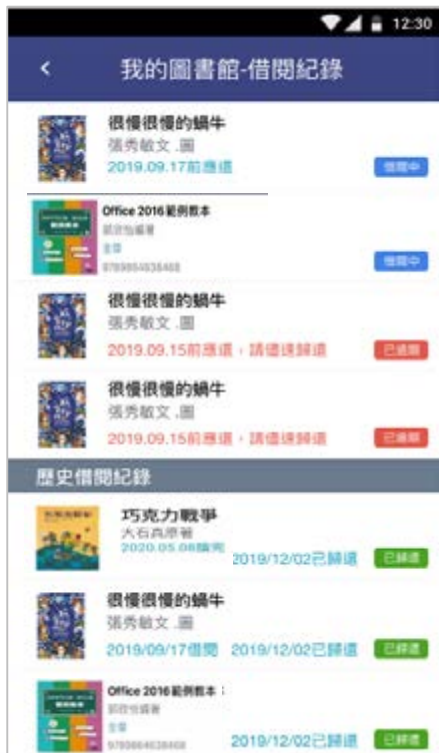 12:30
我的圖書館-借閱紀錄
很慢很慢的蝸牛
張秀敏文.圖
2019.09.17前應還
借閱中
Office 2016範例教本
全華
9789864638468
借閱中
很慢很慢的蝸牛
張秀敏文.圖
2019.09.15前應還，請儘速歸還
已逾期
很慢很慢的蝸牛
張秀敏文.圖
2019.09.15前應還，請儘速歸還
已逾期
歷史借閱紀錄
巧克力戰爭
大石真原著
2019/12/02已歸還
已歸還
很慢很慢的蝸牛
張秀敏文.圖
2019/09/17借閱 2019/12/02已歸還
已歸還
Office 2016範例教本：
全華
9789864638468
2019/12/02已歸還
已歸還